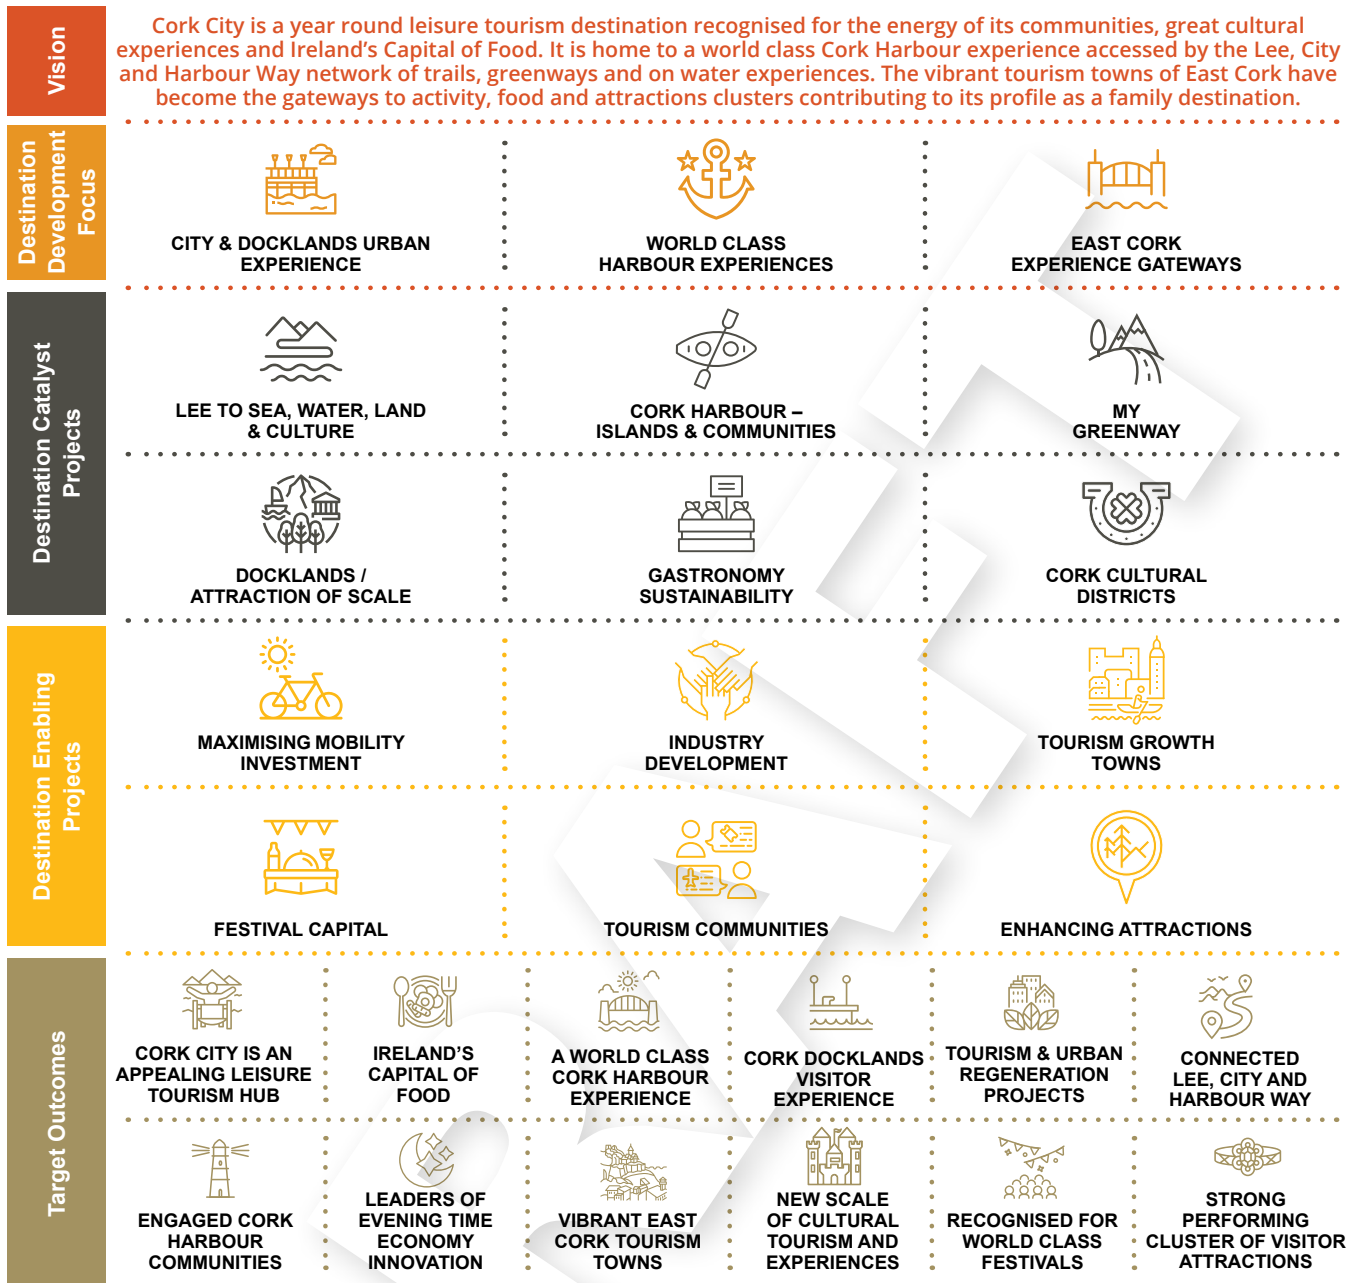 Vision
Cork City is a year round leisure tourism destination recognised for the energy of its communities, great cultural
experiences and Ireland's Capital of Food. It is home to a world class Cork Harbour experience accessed by the Lee, City
and Harbour Way network of trails, greenways and on water experiences. The vibrant tourism towns of East Cork have
become the gateways to activity, food and attractions clusters contributing to its profile as a family destination.
Destination
Development
Focus
CITY & DOCKLANDS URBAN
EXPERIENCE
WORLD CLASS
HARBOUR EXPERIENCES
EAST CORK
EXPERIENCE GATEWAYS
Destination Catalyst
Projects
LEE TO SEA, WATER, LAND
& CULTURE
CORK HARBOUR –
ISLANDS & COMMUNITIES
MY
GREENWAY
DOCKLANDS /
ATTRACTION OF SCALE
GASTRONOMY
SUSTAINABILITY
CORK CULTURAL
DISTRICTS
Destination Enabling
Projects
MAXIMISING MOBILITY
INVESTMENT
INDUSTRY
DEVELOPMENT
TOURISM GROWTH
TOWNS
FESTIVAL CAPITAL
TOURISM COMMUNITIES
ENHANCING ATTRACTIONS
Target Outcomes
CORK CITY IS AN
APPEALING LEISURE
TOURISM HUB
IRELAND'S
CAPITAL OF
FOOD
A WORLD CLASS
CORK HARBOUR
EXPERIENCE
CORK DOCKLANDS
VISITOR
EXPERIENCE
TOURISM & URBAN
REGENERATION
PROJECTS
CONNECTED
LEE, CITY AND
HARBOUR WAY
ENGAGED CORK
HARBOUR
COMMUNITIES
LEADERS OF
EVENING TIME
ECONOMY
INNOVATION
VIBRANT EAST
CORK TOURISM
TOWNS
NEW SCALE
OF CULTURAL
TOURISM AND
EXPERIENCES
RECOGNISED FOR
WORLD CLASS
FESTIVALS
STRONG
PERFORMING
CLUSTER OF VISITOR
ATTRACTIONS
DRAFT